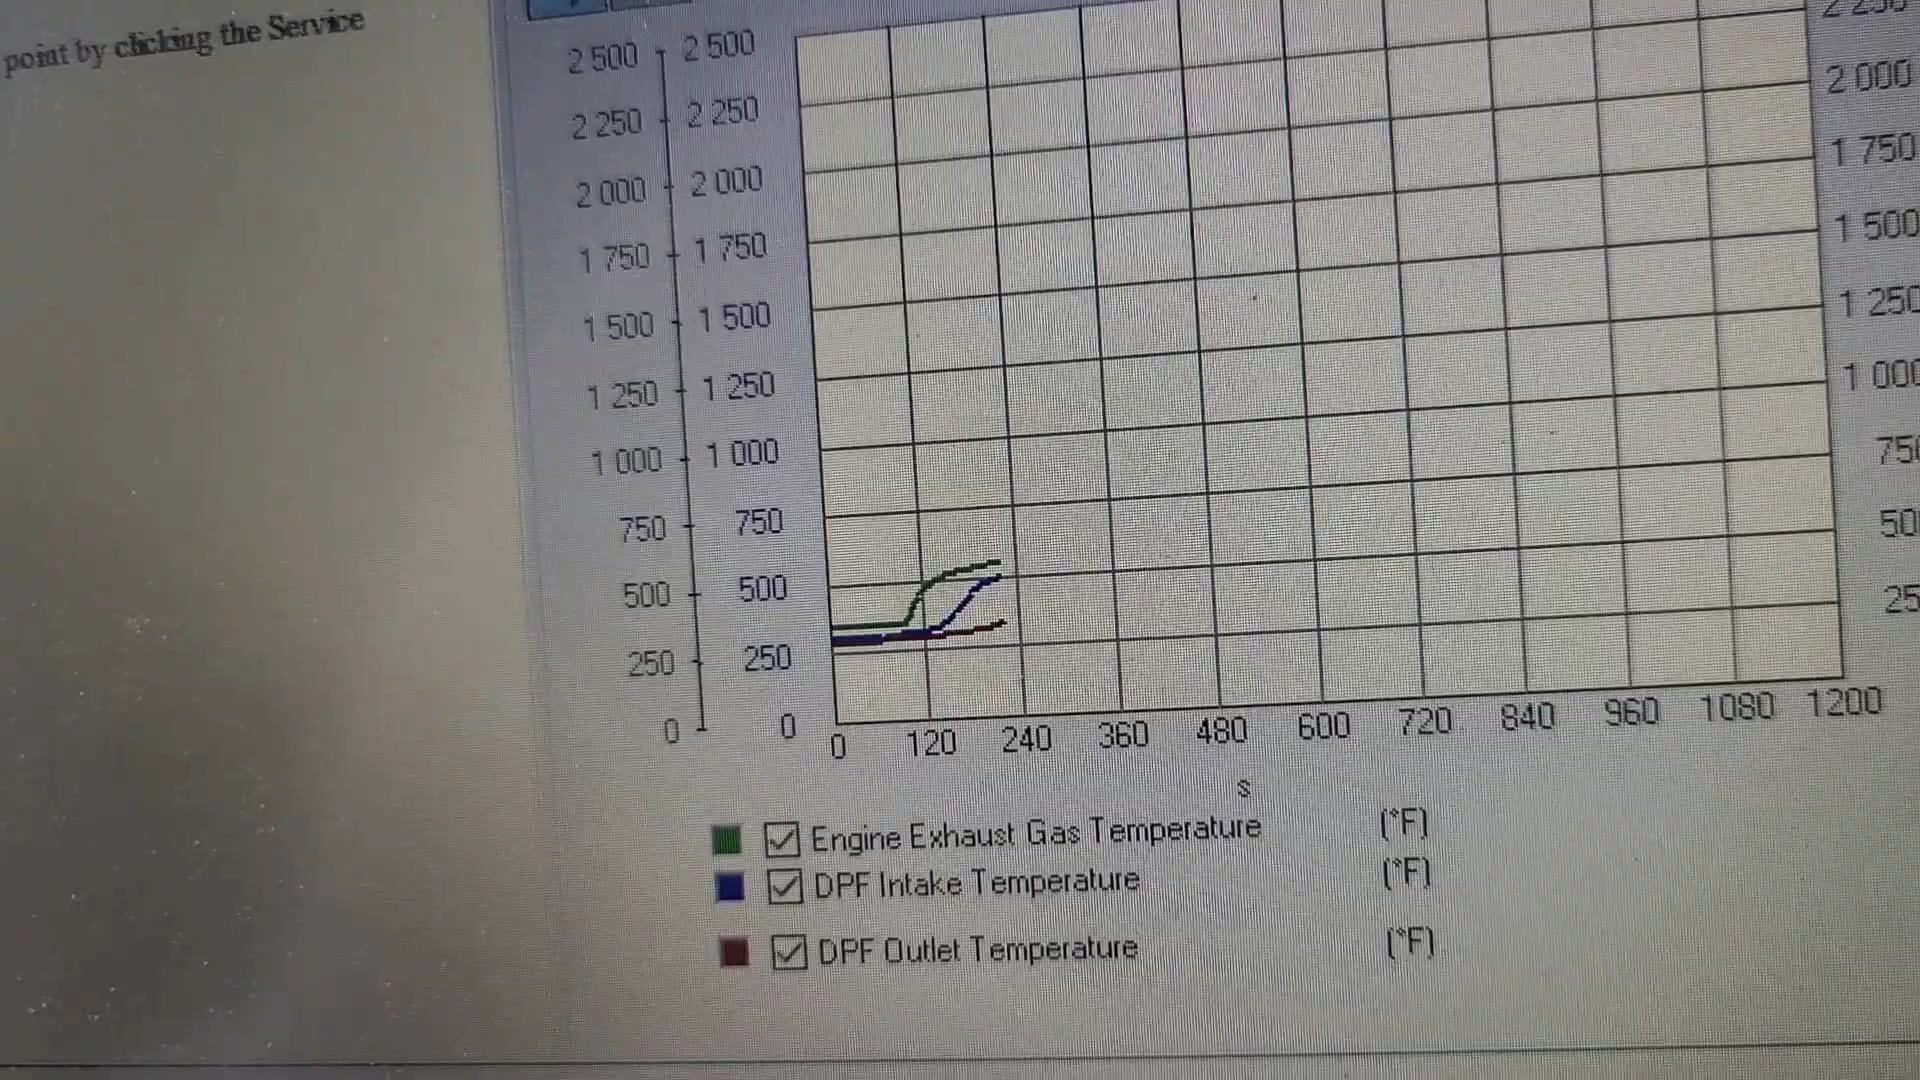 point by clicking the Service
2 500 2 500
2 250 2 250
2 000 2 000
1 750 1 750
1 500 1 500
1 250 1 250
1 000 1 000
750 750
500 500
250 250
0 0
2 000
1 750
1 500
1 000
0 120 240 360 480 600 720 840 960 1080 1200
s
Engine Exhaust Gas Temperature (°F)
DPF Intake Temperature (°F)
DPF Outlet Temperature (°F)